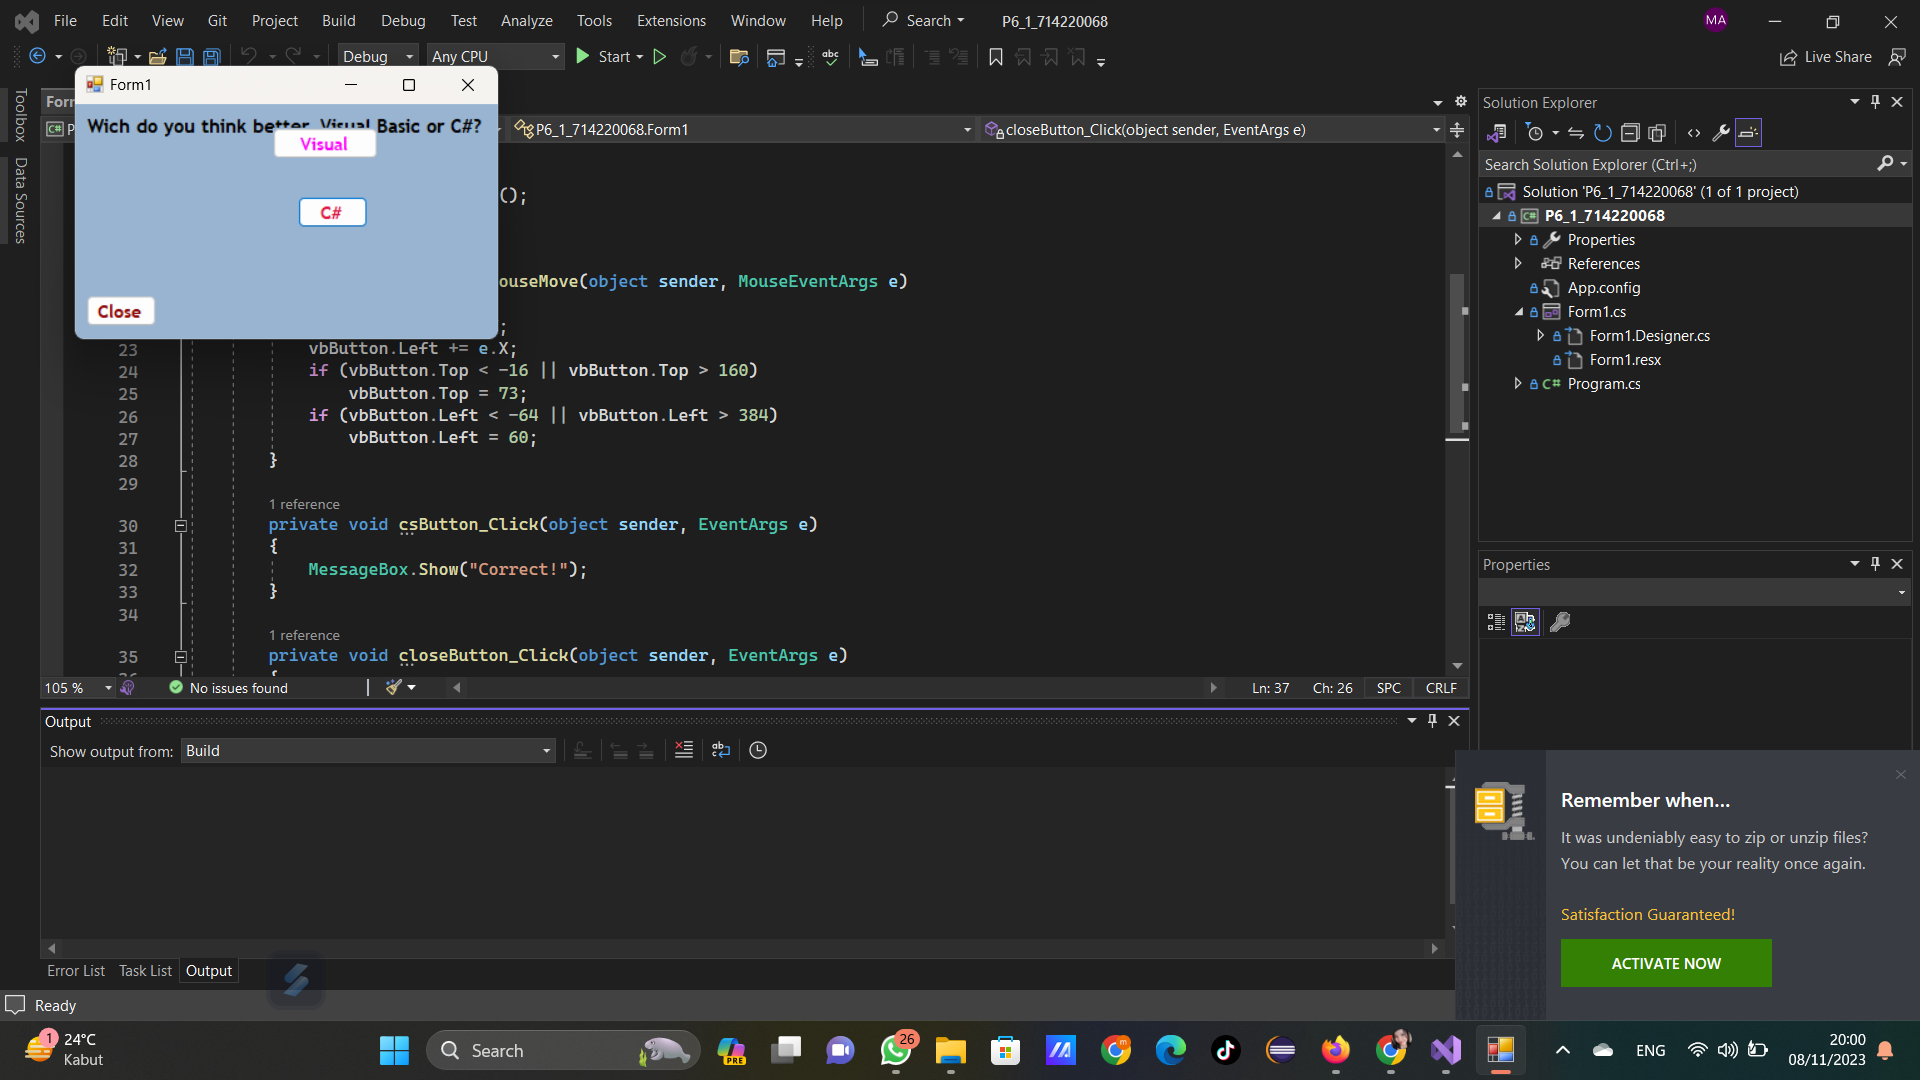 File Edit View Git Project Build Debug Test Analyze Tools Extensions Window Help Search P6_1_714220068 MA
Debug Any CPU Start Live Share
Form1
Wich do you think better, Visual Basic or C#?
Visual
C#
Close
Toolbox
Data Sources
P6_1_714220068.Form1
closeButton_Click(object sender, EventArgs e)
();
ouseMove(object sender, MouseEventArgs e)
;
23 vbButton.Left += e.X;
24 if (vbButton.Top < -16 || vbButton.Top > 160)
25 vbButton.Top = 73;
26 if (vbButton.Left < -64 || vbButton.Left > 384)
27 vbButton.Left = 60;
28 }
29
1 reference
30 private void csButton_Click(object sender, EventArgs e)
31 {
32 MessageBox.Show("Correct!");
33 }
34
1 reference
35 private void closeButton_Click(object sender, EventArgs e)
105 % No issues found Ln: 37 Ch: 26 SPC CRLF
Output
Show output from: Build
Error List Task List Output
Ready
Solution Explorer
Search Solution Explorer (Ctrl+;)
Solution 'P6_1_714220068' (1 of 1 project)
P6_1_714220068
Properties
References
App.config
Form1.cs
Form1.Designer.cs
Form1.resx
Program.cs
Properties
Remember when...
It was undeniably easy to zip or unzip files?
You can let that be your reality once again.
Satisfaction Guaranteed!
ACTIVATE NOW
1
24°C
Kabut
Search
PRE
26
ENG
20:00
08/11/2023